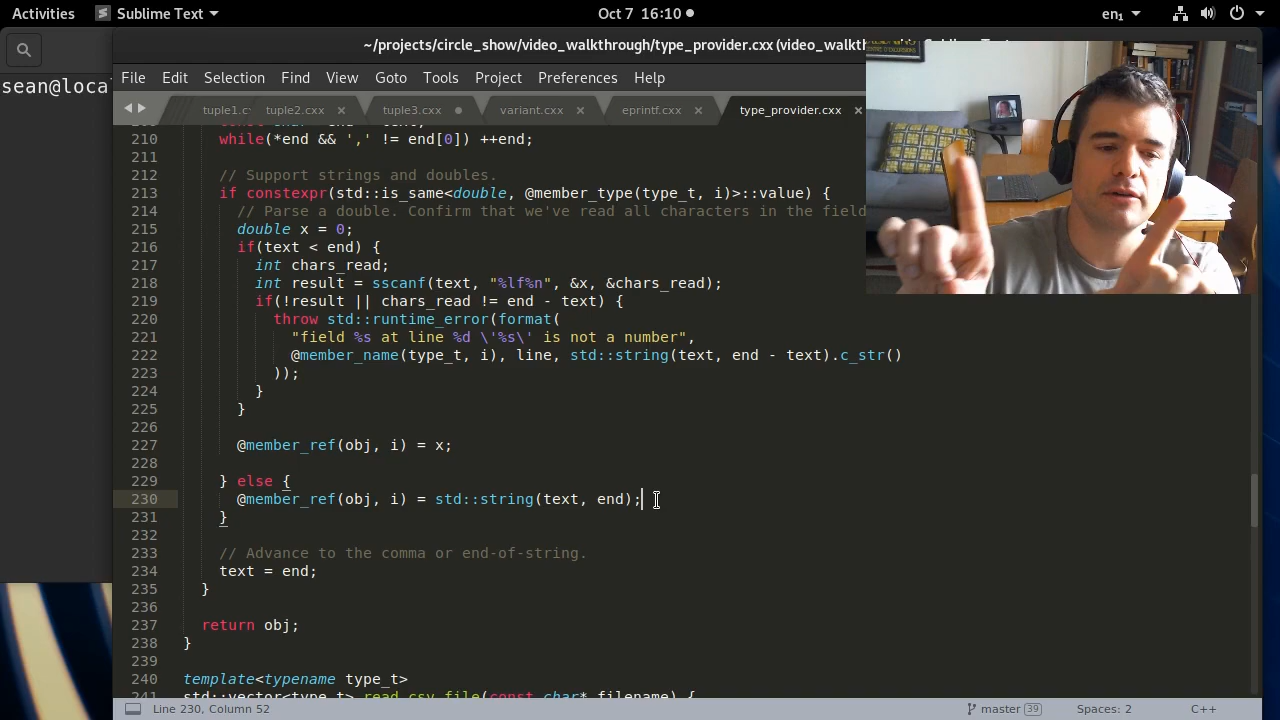 Activities Sublime Text Oct 7 16:10 en₁
~/projects/circle_show/video_walkthrough/type_provider.cxx
sean@loca
File Edit Selection Find View Goto Tools Project Preferences Help
tuple1.c tuple2.cxx tuple3.cxx variant.cxx eprintf.cxx type_provider.cxx
210 while(*end && ',' != end[0]) ++end;
211
212 // Support strings and doubles.
213 if constexpr(std::is_same<double, @member_type(type_t, i)>::value) {
214 // Parse a double. Confirm that we've read all characters in the field
215 double x = 0;
216 if(text < end) {
217 int chars_read;
218 int result = sscanf(text, "%lf%n", &x, &chars_read);
219 if(!result || chars_read != end - text) {
220 throw std::runtime_error(format(
221 "field %s at line %d \'%s\' is not a number",
222 @member_name(type_t, i), line, std::string(text, end - text).c_str()
223 ));
224 }
225 }
226
227 @member_ref(obj, i) = x;
228
229 } else {
230 @member_ref(obj, i) = std::string(text, end);
231 }
232
233 // Advance to the comma or end-of-string.
234 text = end;
235 }
236
237 return obj;
238 }
239
240 template<typename type_t>
241 std::vector<type_t> read_csv_file(const char* filename) {
Line 230, Column 52 master 39 Spaces: 2 C++